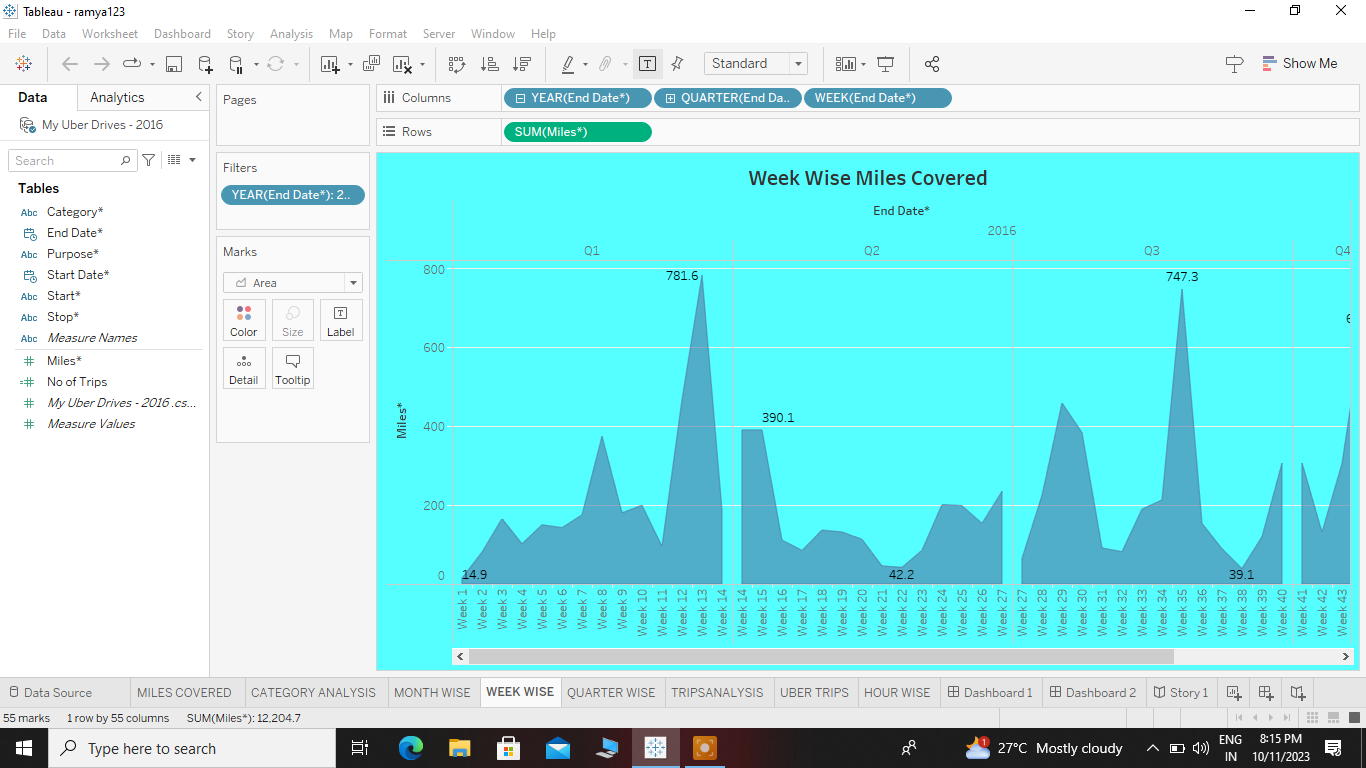 Tableau - ramya123
File Data Worksheet Dashboard Story Analysis Map Format Server Window Help
Standard
Show Me
Data Analytics
My Uber Drives - 2016
Search
Tables
Abc Category*
End Date*
Abc Purpose*
Start Date*
Abc Start*
Abc Stop*
Abc Measure Names
Miles*
No of Trips
My Uber Drives - 2016 .cs...
Measure Values
Pages
Filters
YEAR(End Date*): 2..
Marks
Area
Color Size Label
Detail Tooltip
Columns YEAR(End Date*) QUARTER(End Da.. WEEK(End Date*)
Rows SUM(Miles*)
Week Wise Miles Covered
End Date*
2016
Q1 Q2 Q3 Q4
Miles*
800
600
400
200
0
781.6
747.3
6
390.1
14.9
42.2
39.1
Week 1
Week 2
Week 3
Week 4
Week 5
Week 6
Week 7
Week 8
Week 9
Week 10
Week 11
Week 12
Week 13
Week 14
Week 14
Week 15
Week 16
Week 17
Week 18
Week 19
Week 20
Week 21
Week 22
Week 23
Week 24
Week 25
Week 26
Week 27
Week 27
Week 28
Week 29
Week 30
Week 31
Week 32
Week 33
Week 34
Week 35
Week 36
Week 37
Week 38
Week 39
Week 40
Week 41
Week 42
Week 43
Data Source MILES COVERED CATEGORY ANALYSIS MONTH WISE WEEK WISE QUARTER WISE TRIPSANALYSIS UBER TRIPS HOUR WISE Dashboard 1 Dashboard 2 Story 1
55 marks 1 row by 55 columns SUM(Miles*): 12,204.7
Type here to search
1
27°C Mostly cloudy
ENG
IN
8:15 PM
10/11/2023